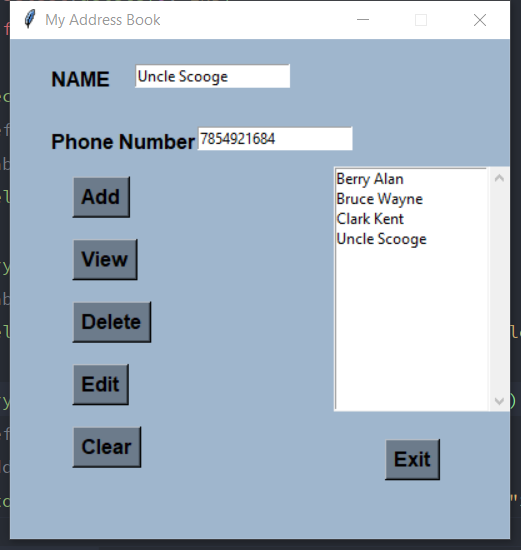 My Address Book
NAME
Uncle Scooge
Phone Number
7854921684
Add
View
Delete
Edit
Clear
Berry Alan
Bruce Wayne
Clark Kent
Uncle Scooge
Exit